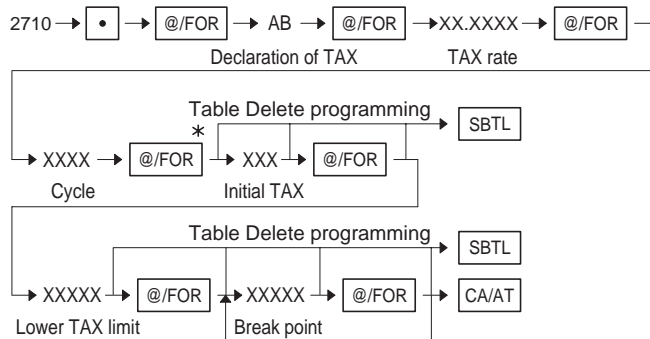 2710 • @/FOR AB @/FOR XX.XXXX @/FOR
Declaration of TAX TAX rate
Table Delete programming
SBTL
*
XXXX @/FOR XXX @/FOR
Cycle Initial TAX
Table Delete programming
SBTL
XXXXX @/FOR XXXXX @/FOR CA/AT
Lower TAX limit Break point